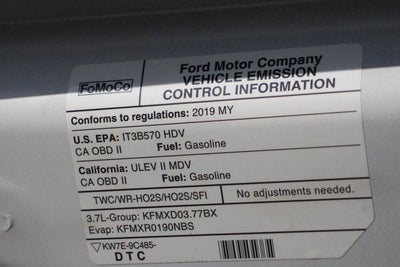 FoMoCo
Ford Motor Company
VEHICLE EMISSION
CONTROL INFORMATION
Conforms to regulations: 2019 MY
U.S. EPA: IT3B570 HDV
CA OBD II Fuel: Gasoline
California: ULEV II MDV
CA OBD II Fuel: Gasoline
TWC/WR-HO2S/HO2S/SFI No adjustments needed.
3.7L-Group: KFMXD03.77BX
Evap: KFMXR0190NBS
KW7E-9C485-
DTC